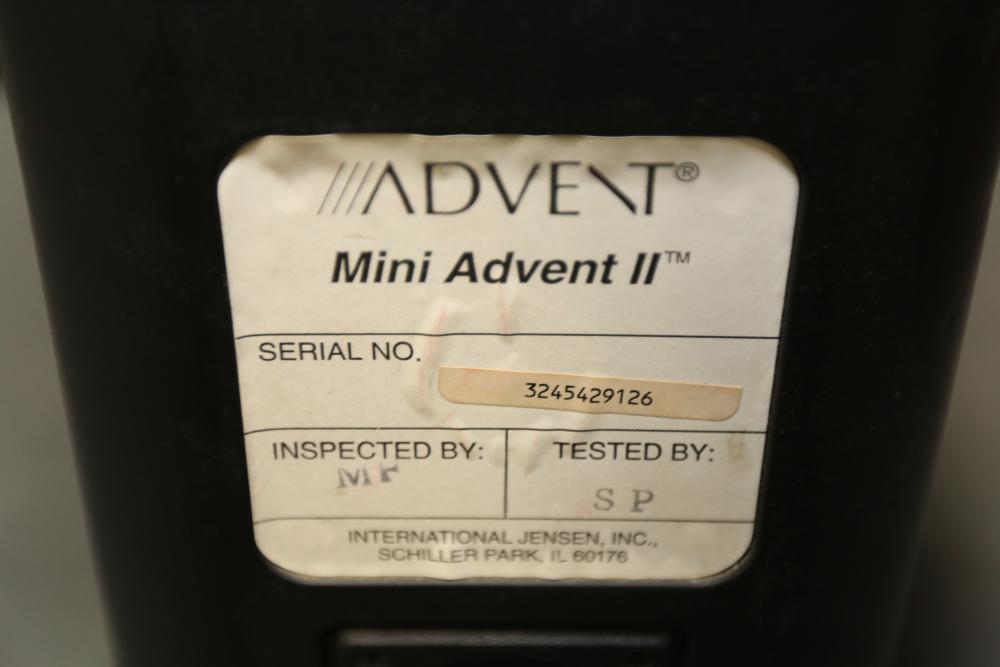 ADVENT®
Mini Advent II™
SERIAL NO.
3245429126
INSPECTED BY:
TESTED BY:
SP
INTERNATIONAL JENSEN, INC.,
SCHILLER PARK, IL 60176